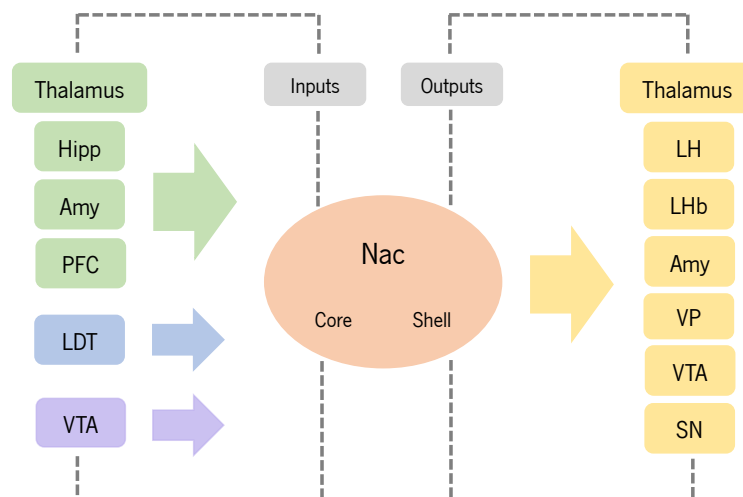 Thalamus
Hipp
Amy
PFC
LDT
VTA
Inputs
Outputs
Nac
Core
Shell
Thalamus
LH
LHb
Amy
VP
VTA
SN